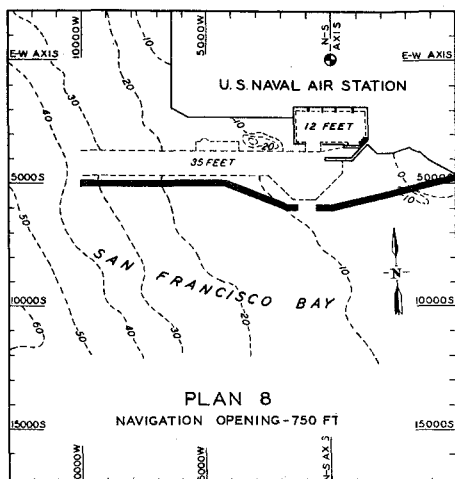 10000W
5000W
N-S AXIS
E-W AXIS
E-W AXIS
U.S. NAVAL AIR STATION
10
20
30
40
10
20
12 FEET
35 FEET
5000S
5000S
0
10
50
SAN FRANCISCO BAY
10
N
10000S
10000S
60
50
40
30
20
PLAN 8
NAVIGATION OPENING-750 FT
15000S
15000S
10000W
5000W
N-S AXIS